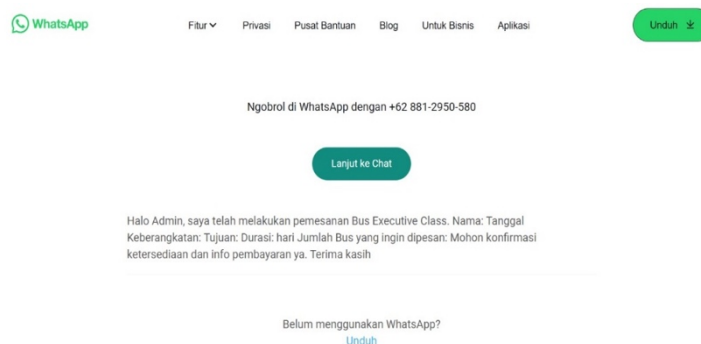 WhatsApp
Fitur Privasi Pusat Bantuan Blog Untuk Bisnis Aplikasi
Unduh
Ngobrol di WhatsApp dengan +62 881-2950-580
Lanjut ke Chat
Halo Admin, saya telah melakukan pemesanan Bus Executive Class. Nama: Tanggal
Keberangkatan: Tujuan: Durasi: hari Jumlah Bus yang ingin dipesan: Mohon konfirmasi
ketersediaan dan info pembayaran ya. Terima kasih
Belum menggunakan WhatsApp?
Unduh